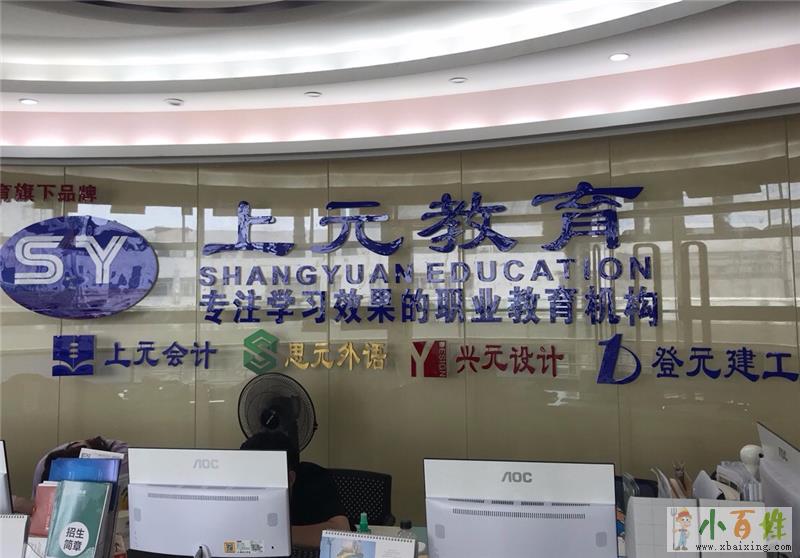 育旗下品牌
SY
上元教育
SHANGYUAN EDUCATION
专注学习效果的职业教育机构
上元会计
思元外语
DESIGN
兴元设计
登元建工
AOC
AOC
招生
简章
小百姓
www.xbaixing.com